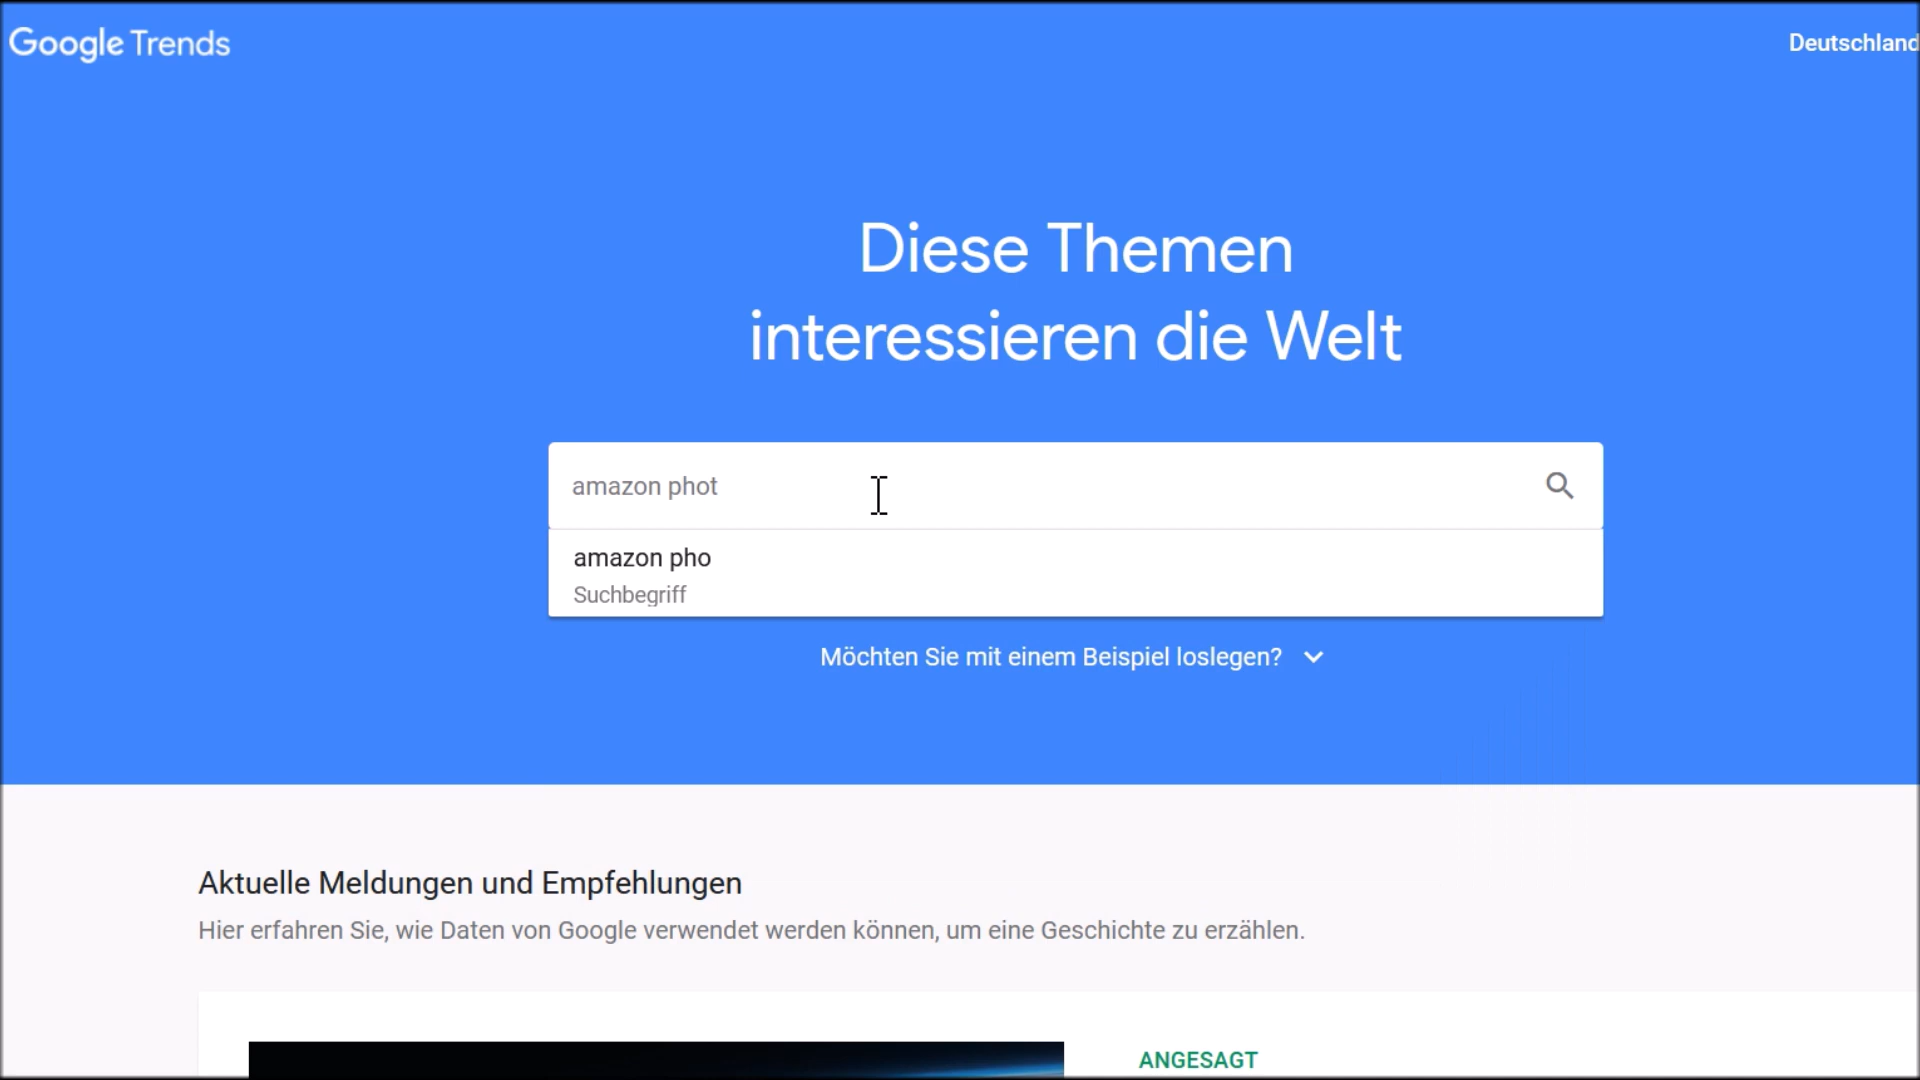 Google Trends
Deutschland
Diese Themen
interessieren die Welt
amazon phot
amazon pho
Suchbegriff
Möchten Sie mit einem Beispiel loslegen?
Aktuelle Meldungen und Empfehlungen
Hier erfahren Sie, wie Daten von Google verwendet werden können, um eine Geschichte zu erzählen.
ANGESAGT